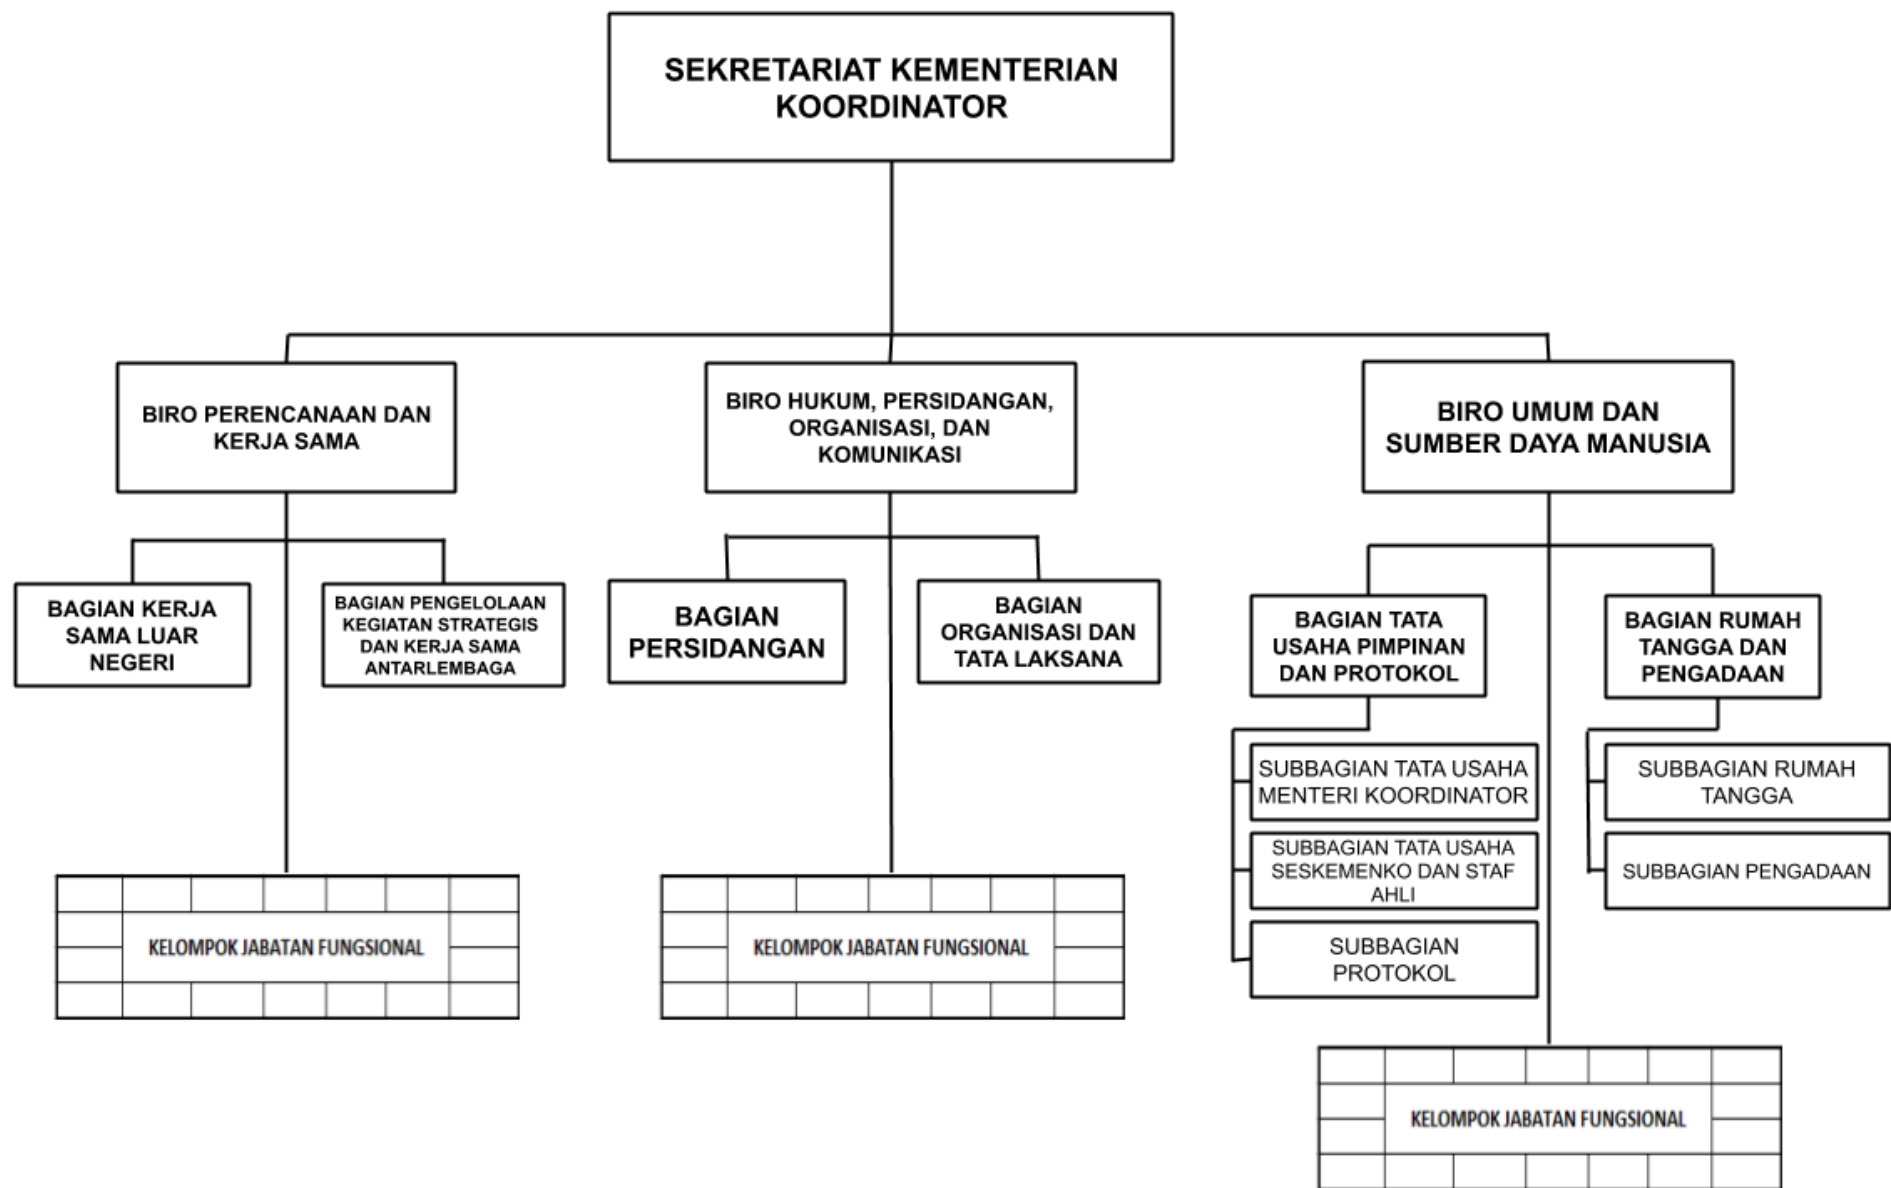 SEKRETARIAT KEMENTERIAN
KOORDINATOR
BIRO PERENCANAAN DAN
KERJA SAMA
BIRO HUKUM, PERSIDANGAN,
ORGANISASI, DAN
KOMUNIKASI
BIRO UMUM DAN
SUMBER DAYA MANUSIA
BAGIAN KERJA
SAMA LUAR
NEGERI
BAGIAN PENGELOLAAN
KEGIATAN STRATEGIS
DAN KERJA SAMA
ANTARLEMBAGA
BAGIAN
PERSIDANGAN
BAGIAN
ORGANISASI DAN
TATA LAKSANA
BAGIAN TATA
USAHA PIMPINAN
DAN PROTOKOL
BAGIAN RUMAH
TANGGA DAN
PENGADAAN
SUBBAGIAN TATA USAHA
MENTERI KOORDINATOR
SUBBAGIAN TATA USAHA
SESKEMENKO DAN STAF
AHLI
SUBBAGIAN
PROTOKOL
SUBBAGIAN RUMAH
TANGGA
SUBBAGIAN PENGADAAN
KELOMPOK JABATAN FUNGSIONAL
KELOMPOK JABATAN FUNGSIONAL
KELOMPOK JABATAN FUNGSIONAL